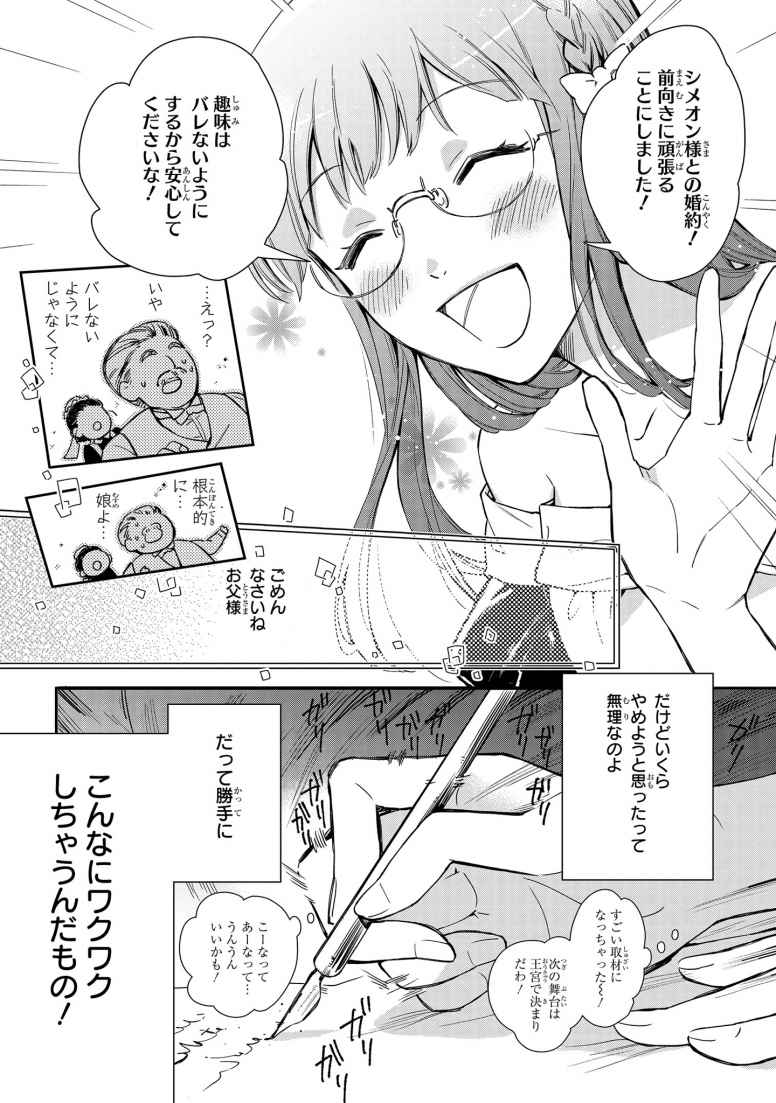 シメオン様との婚約！
前向きに頑張る
ことにしました！
趣味は
バレないように
するから安心して
くださいな！
…えっ？
いや
バレない
ように
じゃなくて…
根本的
に…
娘よ…
ごめん
なさいね
お父様
だけどいくら
やめようと思ったって
無理なのよ
ガリ
ガリ
ガリ
ガリ
ガリ
だって勝手に
すごい取材に
なっちゃった〜！
次の舞台は
王宮で決まり
だわ！
こーなって
あーなって…
うんうん
いいかも！
ガリ
ガリ
こんなにワクワク
しちゃうんだもの！